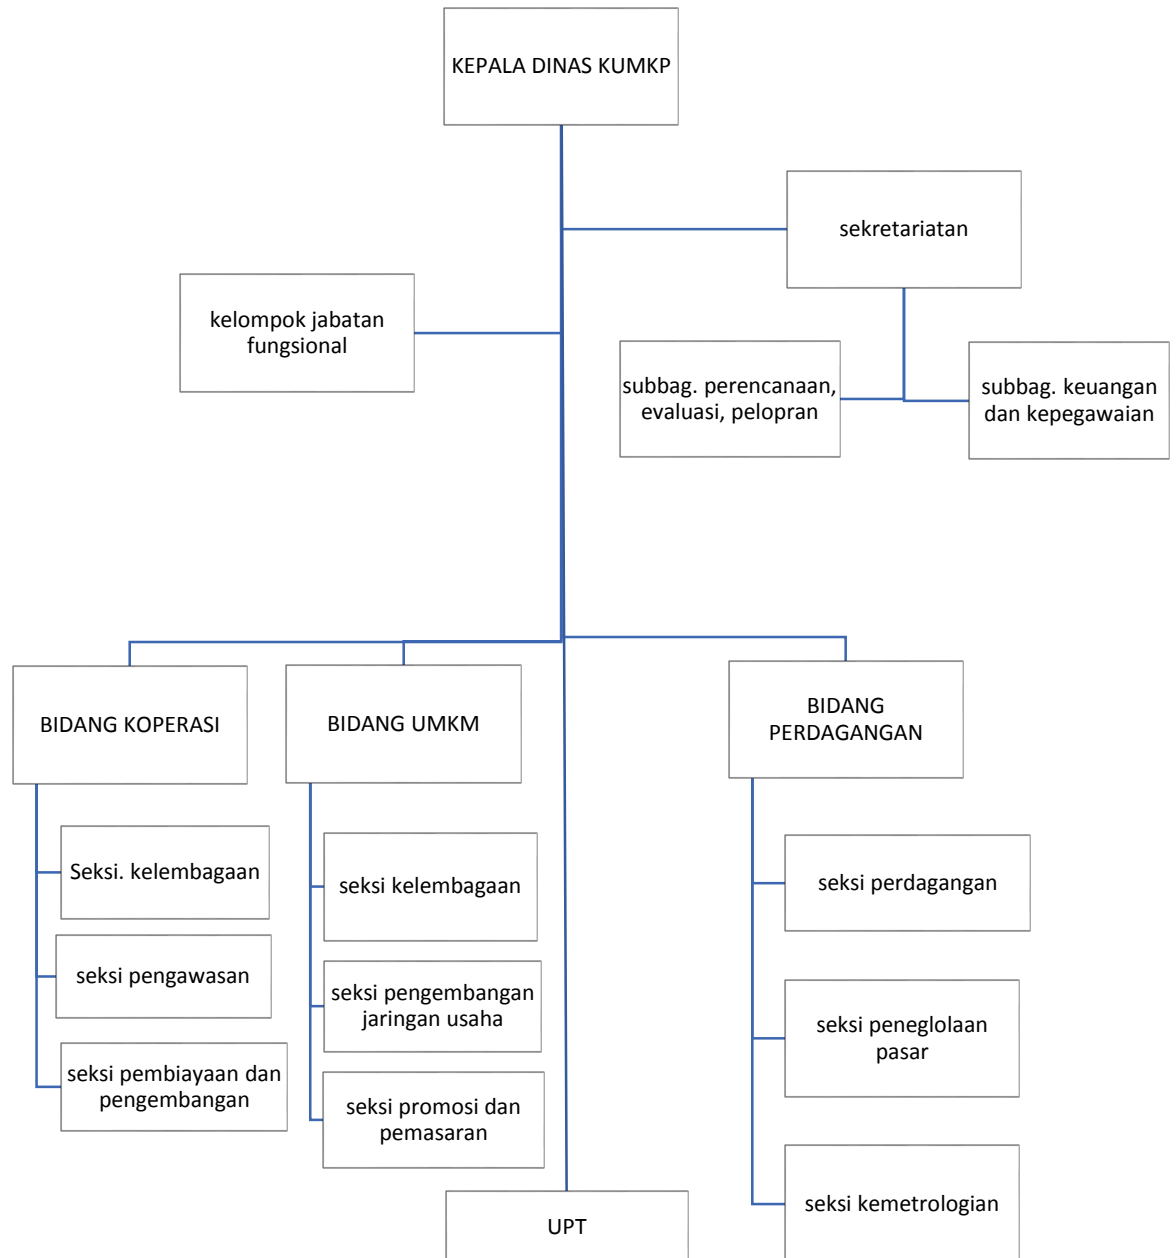 KEPALA DINAS KUMKP
sekretariatan
kelompok jabatan
fungsional
subbag. perencanaan,
evaluasi, pelopran
subbag. keuangan
dan kepegawaian
BIDANG KOPERASI
Seksi. kelembagaan
seksi pengawasan
seksi pembiayaan dan
pengembangan
BIDANG UMKM
seksi kelembagaan
seksi pengembangan
jaringan usaha
seksi promosi dan
pemasaran
BIDANG
PERDAGANGAN
seksi perdagangan
seksi peneglolaan
pasar
seksi kemetrologian
UPT